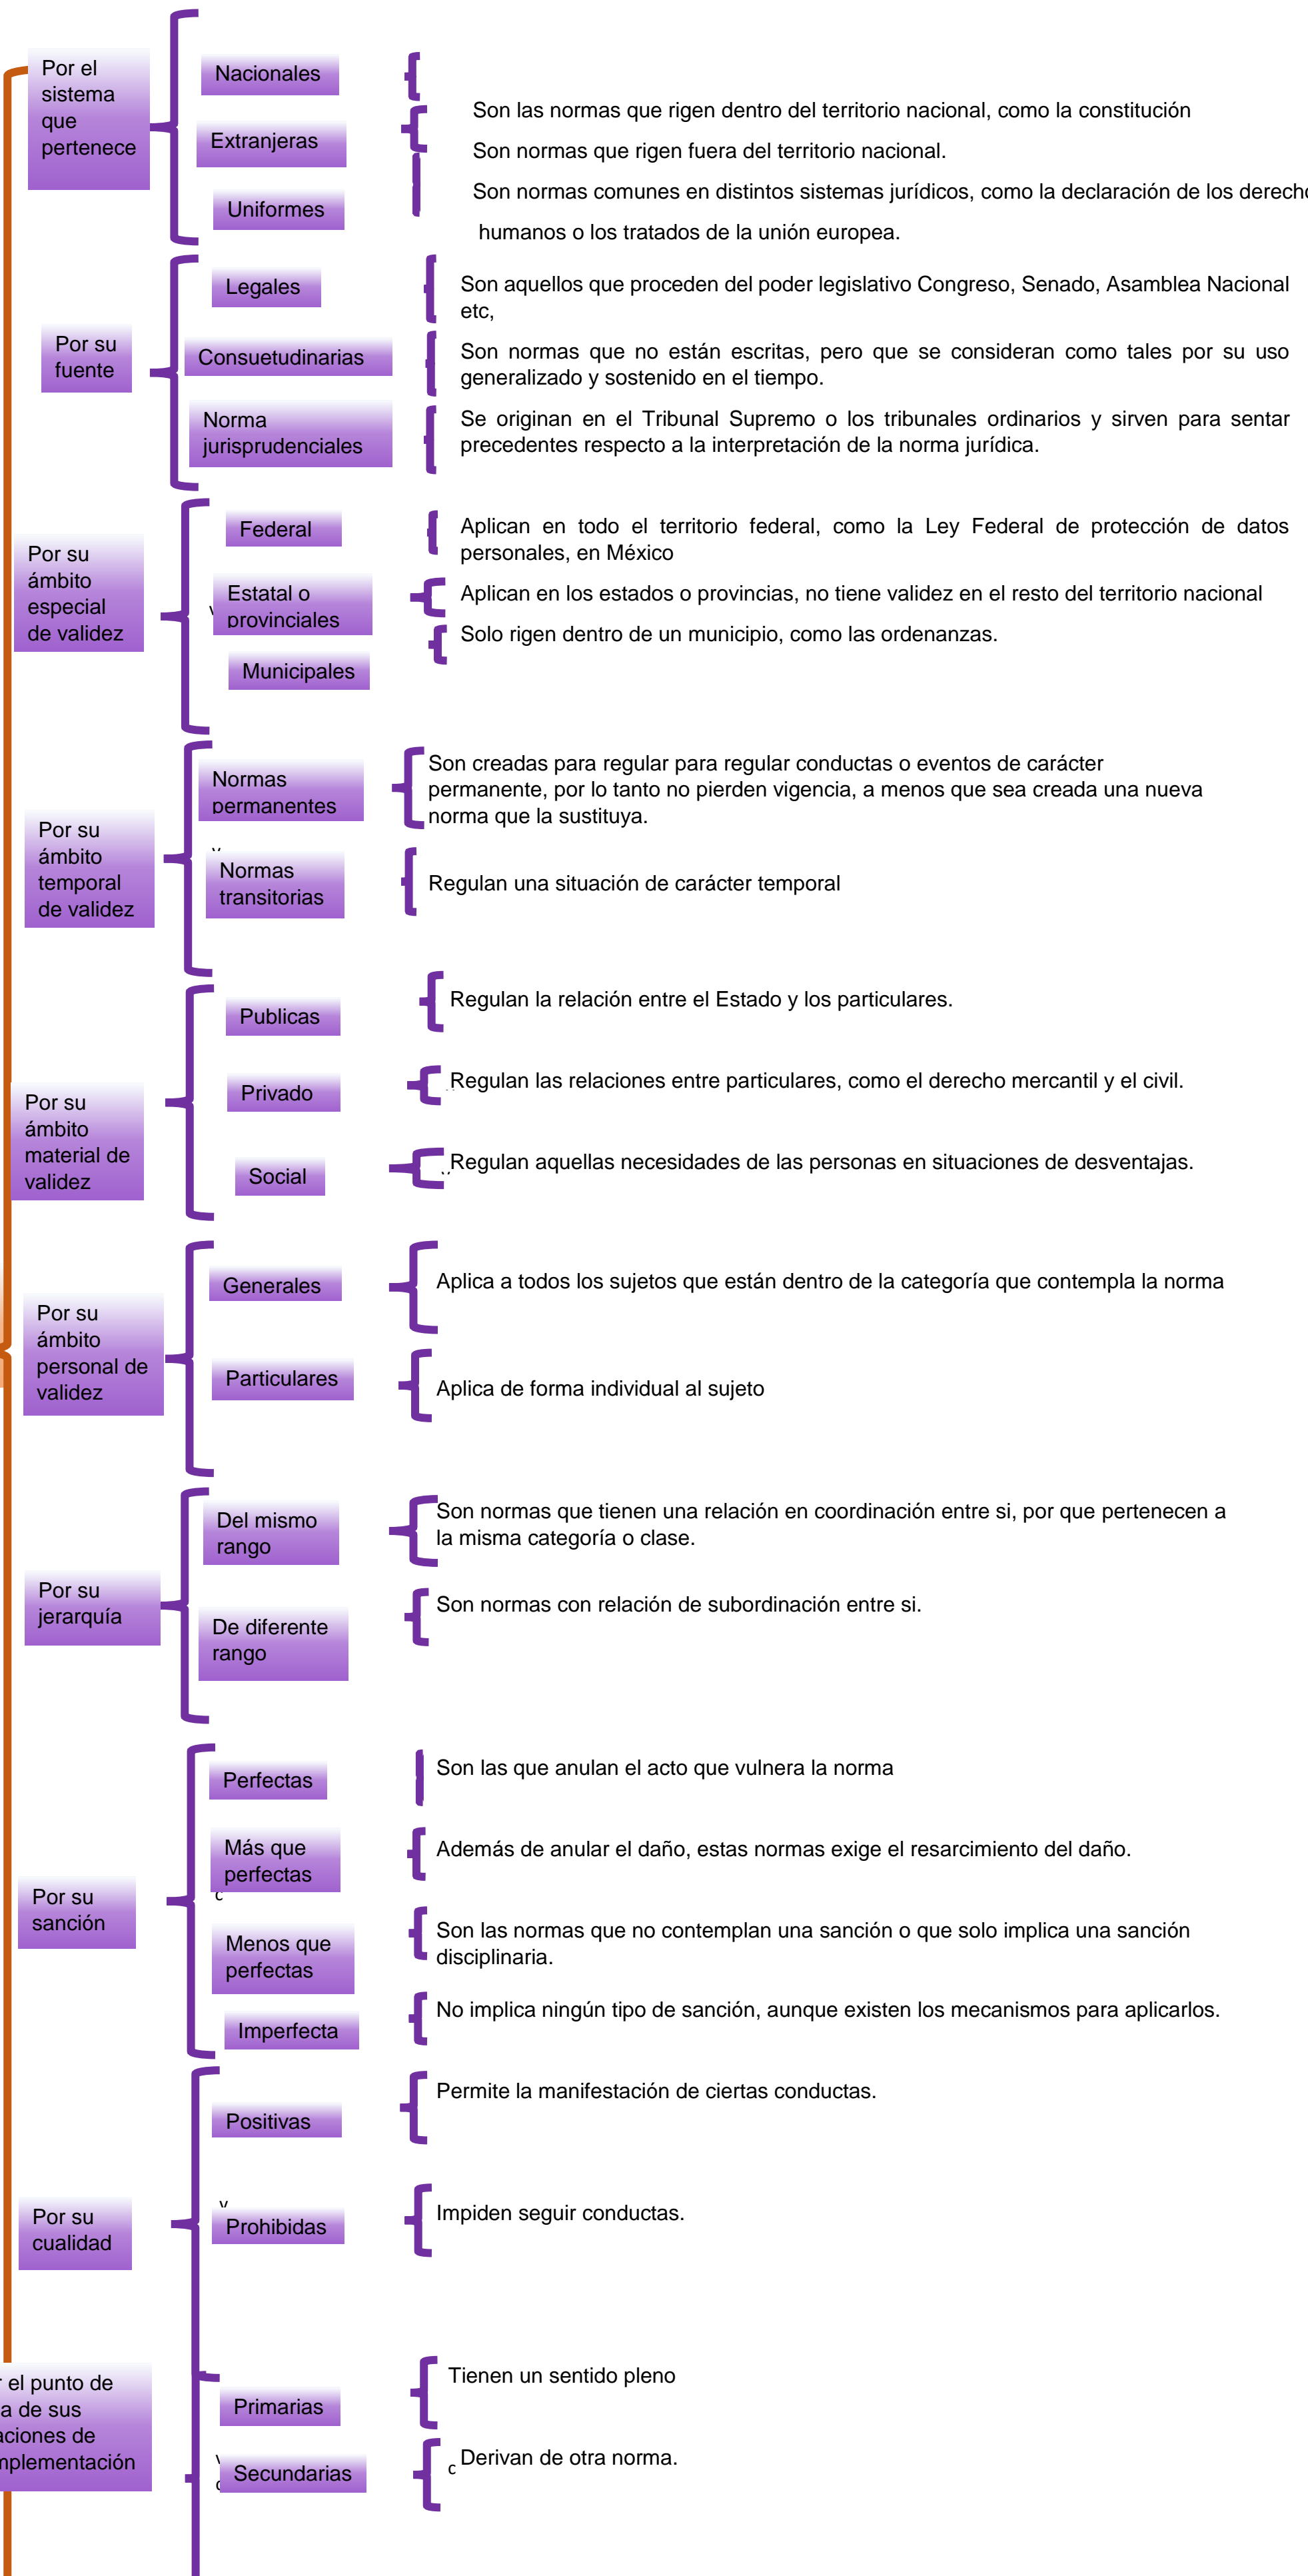 Por el
sistema
que
pertenece
Nacionales
Extranjeras
Uniformes
Son las normas que rigen dentro del territorio nacional, como la constitución
Son normas que rigen fuera del territorio nacional.
Son normas comunes en distintos sistemas jurídicos, como la declaración de los derecho
humanos o los tratados de la unión europea.
Por su
fuente
Legales
Son aquellos que proceden del poder legislativo Congreso, Senado, Asamblea Nacional
etc,
Consuetudinarias
Son normas que no están escritas, pero que se consideran como tales por su uso
generalizado y sostenido en el tiempo.
Norma
jurisprudenciales
Se originan en el Tribunal Supremo o los tribunales ordinarios y sirven para sentar
precedentes respecto a la interpretación de la norma jurídica.
Por su
ámbito
especial
de validez
Federal
Aplican en todo el territorio federal, como la Ley Federal de protección de datos
personales, en México
Estatal o
provinciales
Aplican en los estados o provincias, no tiene validez en el resto del territorio nacional
Municipales
Solo rigen dentro de un municipio, como las ordenanzas.
Por su
ámbito
temporal
de validez
Normas
permanentes
Son creadas para regular para regular conductas o eventos de carácter
permanente, por lo tanto no pierden vigencia, a menos que sea creada una nueva
norma que la sustituya.
Normas
transitorias
Regulan una situación de carácter temporal
Por su
ámbito
material de
validez
Publicas
Regulan la relación entre el Estado y los particulares.
Privado
Regulan las relaciones entre particulares, como el derecho mercantil y el civil.
Social
Regulan aquellas necesidades de las personas en situaciones de desventajas.
Por su
ámbito
personal de
validez
Generales
Aplica a todos los sujetos que están dentro de la categoría que contempla la norma
Particulares
Aplica de forma individual al sujeto
Por su
jerarquía
Del mismo
rango
Son normas que tienen una relación en coordinación entre si, por que pertenecen a
la misma categoría o clase.
De diferente
rango
Son normas con relación de subordinación entre si.
Por su
sanción
Perfectas
Son las que anulan el acto que vulnera la norma
Más que
perfectas
Además de anular el daño, estas normas exige el resarcimiento del daño.
Menos que
perfectas
Son las normas que no contemplan una sanción o que solo implica una sanción
disciplinaria.
Imperfecta
No implica ningún tipo de sanción, aunque existen los mecanismos para aplicarlos.
Por su
cualidad
Positivas
Permite la manifestación de ciertas conductas.
Prohibidas
Impiden seguir conductas.
r el punto de
a de sus
aciones de
mplementación
Primarias
Tienen un sentido pleno
Secundarias
c Derivan de otra norma.